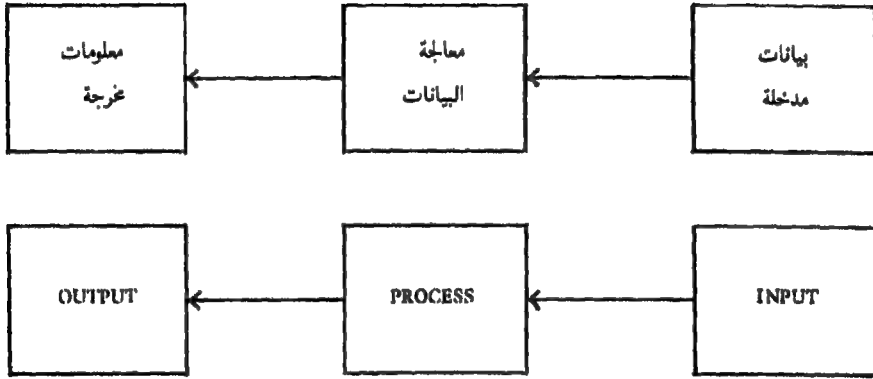 بيانات
مدخلة
معالجة
البيانات
معلومات
مخرجة
INPUT
PROCESS
OUTPUT